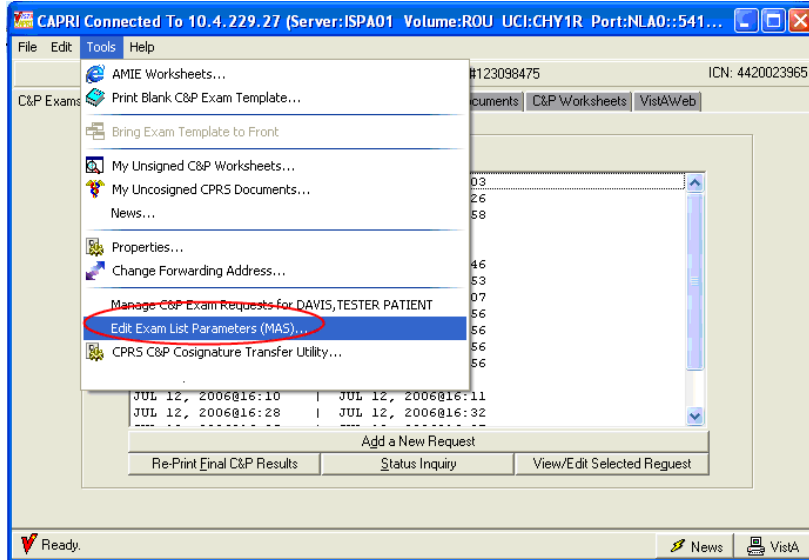 CAPRI Connected To 10.4.229.27 (Server:ISPA01 Volume:ROU UCI:CHY1R Port:NLA0::541...
File Edit Tools Help
#123098475 ICN: 4420023965
C&P Exams
cuments C&P Worksheets VistAWeb
AMIE Worksheets...
Print Blank C&P Exam Template...
Bring Exam Template to Front
My Unsigned C&P Worksheets...
My Uncosigned CPRS Documents...
News...
Properties...
Change Forwarding Address...
Manage C&P Exam Requests for DAVIS,TESTER PATIENT
Edit Exam List Parameters (MAS)...
CPRS C&P Cosignature Transfer Utility...
03
26
58
46
53
07
56
56
56
56
JUL 12, 2006@16:10 | JUL 12, 2006@16:11
JUL 12, 2006@16:28 | JUL 12, 2006@16:32
Add a New Request
Re-Print Final C&P Results Status Inquiry View/Edit Selected Request
Ready. News VistA